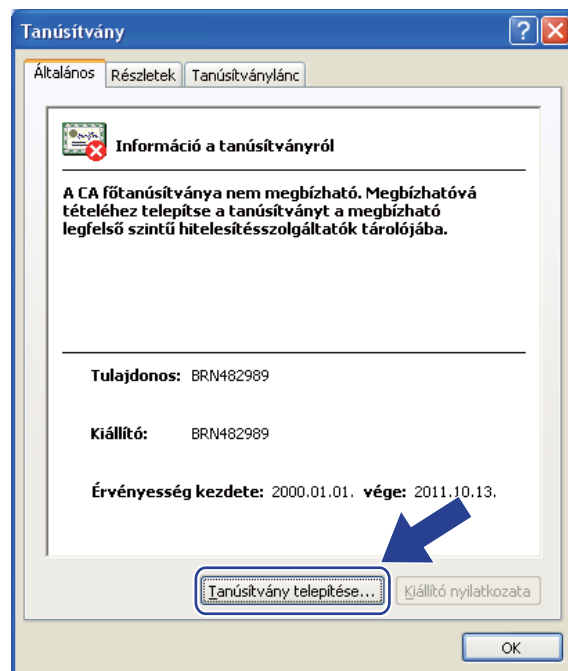 Tanúsítvány
Általános Részletek Tanúsítványlánc
Információ a tanúsítványról
A CA főtanúsítványa nem megbízható. Megbízhatóvá
tételéhez telepítse a tanúsítványt a megbízható
legfelső szintű hitelesítésszolgáltatók tárolójába.
Tulajdonos: BRN482989
Kiállító: BRN482989
Érvényesség kezdete: 2000.01.01. vége: 2011.10.13.
Tanúsítvány telepítése... Kiállító nyilatkozata
OK